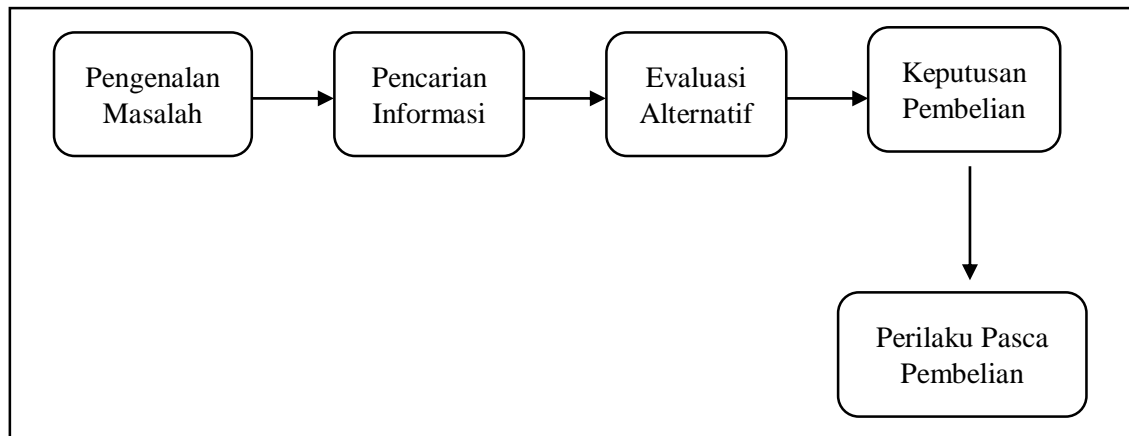 Pengenalan
Masalah
Pencarian
Informasi
Evaluasi
Alternatif
Keputusan
Pembelian
Perilaku Pasca
Pembelian